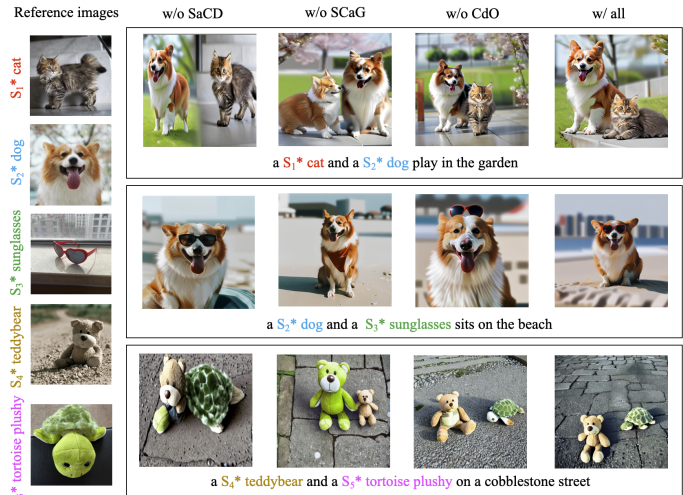 Reference images w/o SaCD w/o SCaG w/o CdO w/ all
S₁* cat
a S₁* cat and a S₂* dog play in the garden
S₂* dog
S₃* sunglasses
a S₂* dog and a S₃* sunglasses sits on the beach
S₄* teddybear
S₅* tortoise plushy
a S₄* teddybear and a S₅* tortoise plushy on a cobblestone street